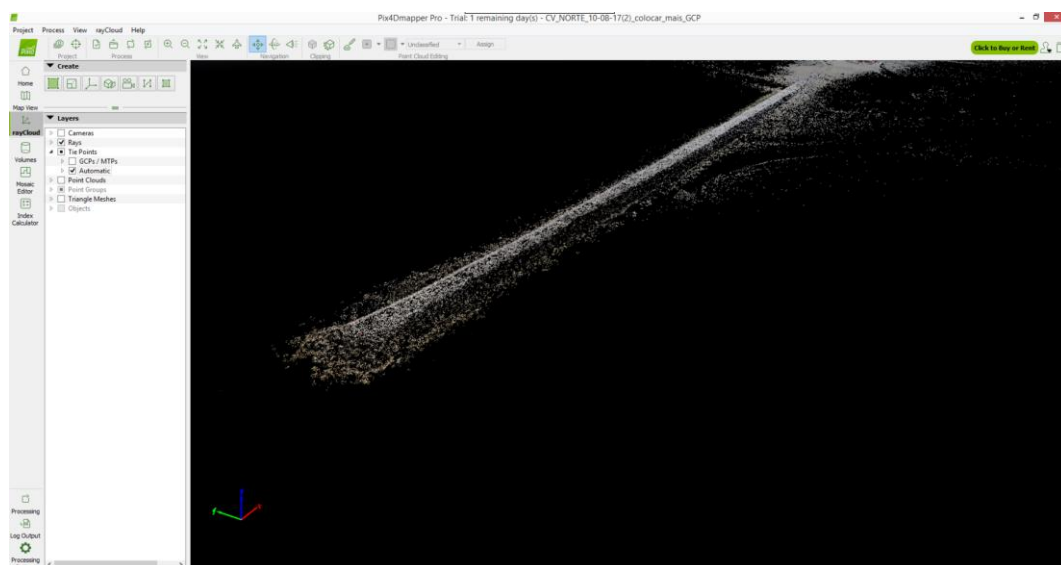 Pix4Dmapper Pro - Trial: 1 remaining day(s) - CV_NORTE_10-08-17(2)_colocar_mais_GCP
Project Process View rayCloud Help
Unclassified Assign
Click to Buy or Rent
Project Process View Navigation Clipping Point Cloud Editing
Home
Map View
rayCloud
Volumes
Mosaic
Editor
Index
Calculator
Create
Layers
Cameras
Rays
Tie Points
GCPs / MTPs
Automatic
Point Clouds
Point Groups
Triangle Meshes
Objects
Processing
Log Output
Processing